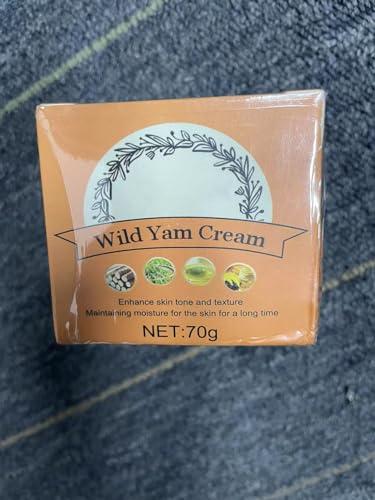 Wild Yam Cream
Enhance skin tone and texture
Maintaining moisture for the skin for a long time
NET:70g